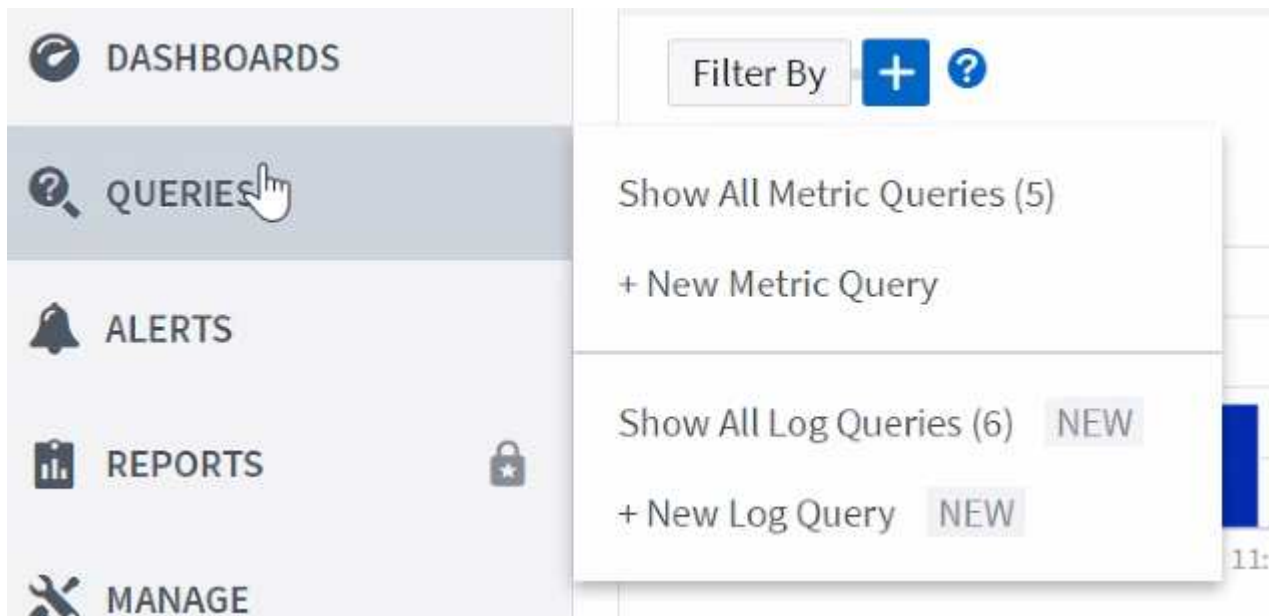 DASHBOARDS
QUERIES
ALERTS
REPORTS
MANAGE
Filter By + ?
Show All Metric Queries (5)
+ New Metric Query
Show All Log Queries (6) NEW
+ New Log Query NEW
11: